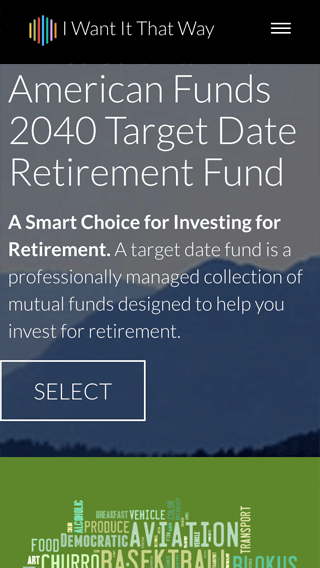 I Want It That Way
American Funds
2040 Target Date
Retirement Fund
A Smart Choice for Investing for
Retirement. A target date fund is a
professionally managed collection of
mutual funds designed to help you
invest for retirement.
SELECT
ALCOHOLIC
BREAKFAST VEHICLE
COLOR
PRODUCE
AVIATION
TRANSPORT
FOOD DEMOCRATIC
ART CHURRO